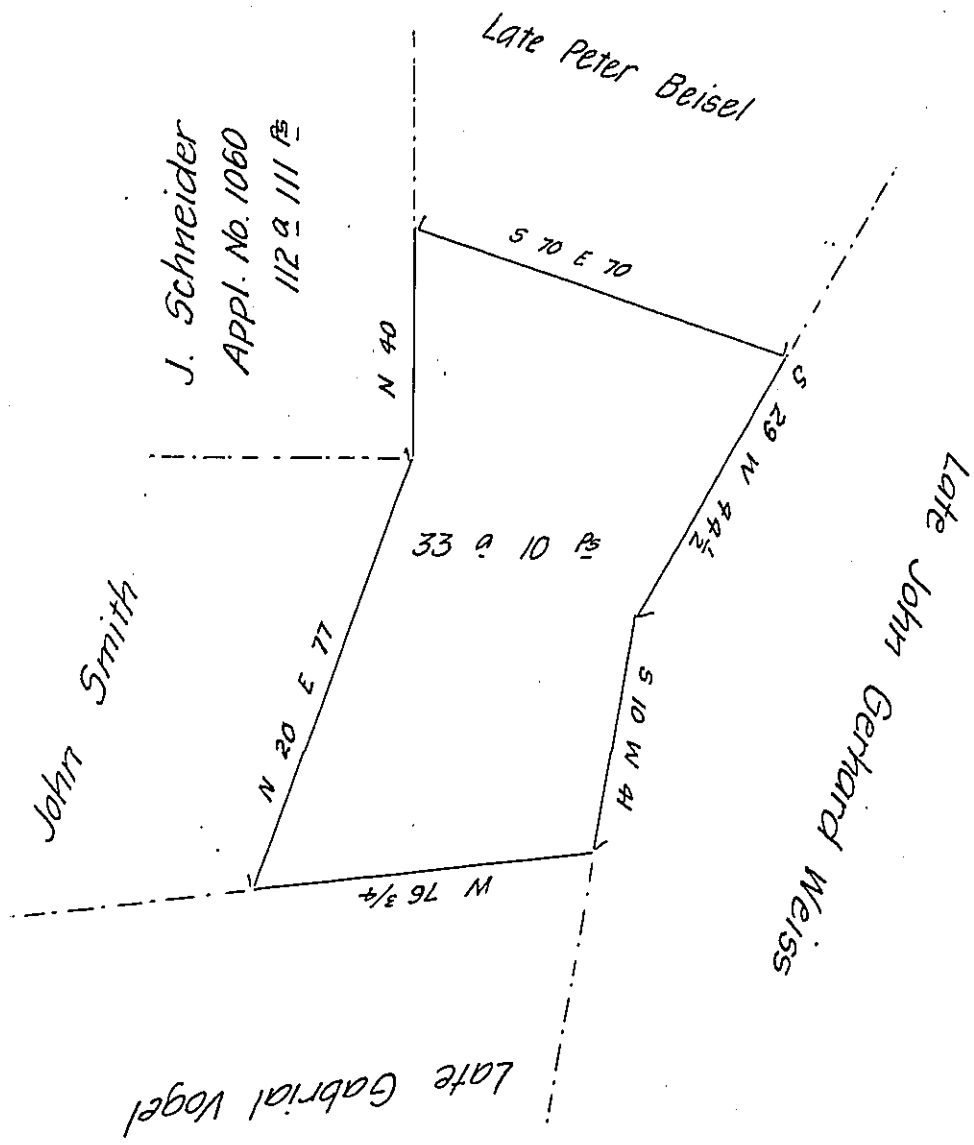 Late Peter Beisel
J. Schneider
Appl. No. 1060
112 a 111 Ps
N 40
S 70 E 70
S 29 W 44½
33 a 10 Ps
Late John Gerhard Weiss
John Smith
N 20 E 77
S 10 W 41
W 76 3/4
Late Gabrial Vogel